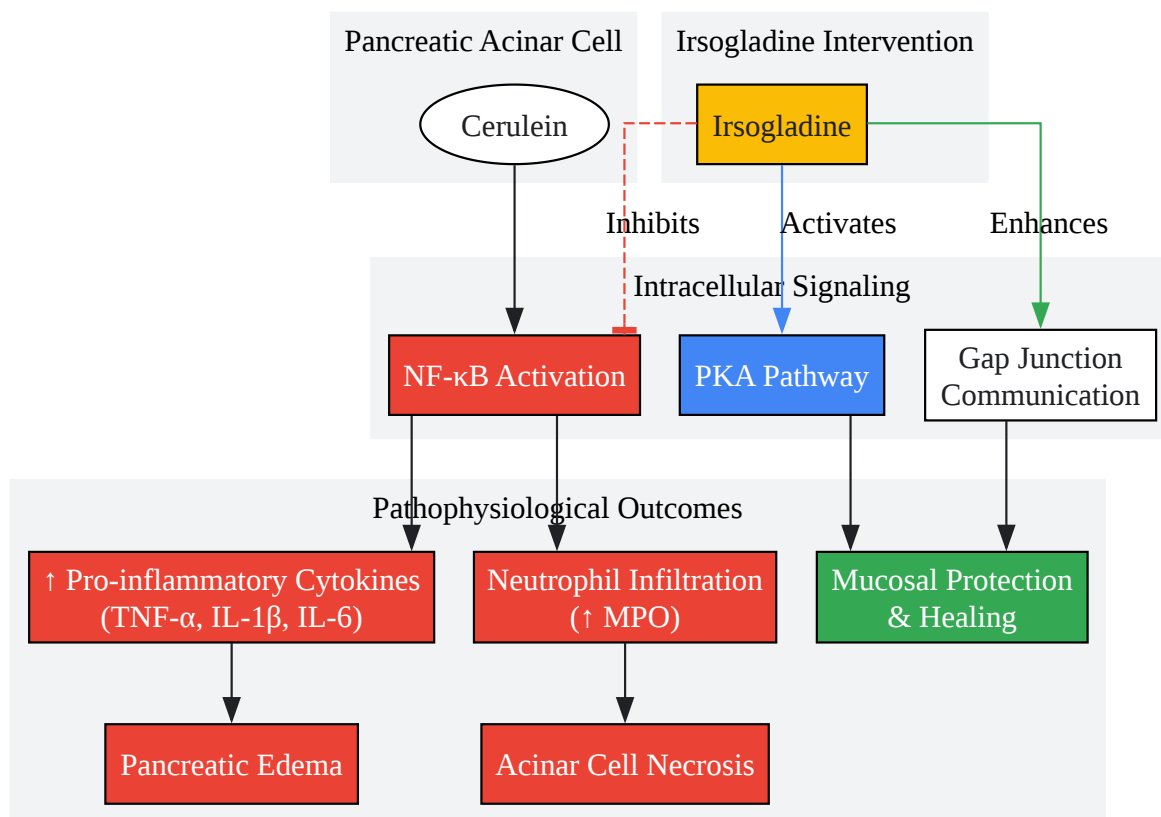 Pancreatic Acinar Cell
Irsogladine Intervention
Cerulein
Irsogladine
Inhibits
Activates
Enhances
Intracellular Signaling
NF-κB Activation
PKA Pathway
Gap Junction
Communication
Pathophysiological Outcomes
↑ Pro-inflammatory Cytokines
(TNF-α, IL-1β, IL-6)
Neutrophil Infiltration
(↑ MPO)
Mucosal Protection
& Healing
Pancreatic Edema
Acinar Cell Necrosis